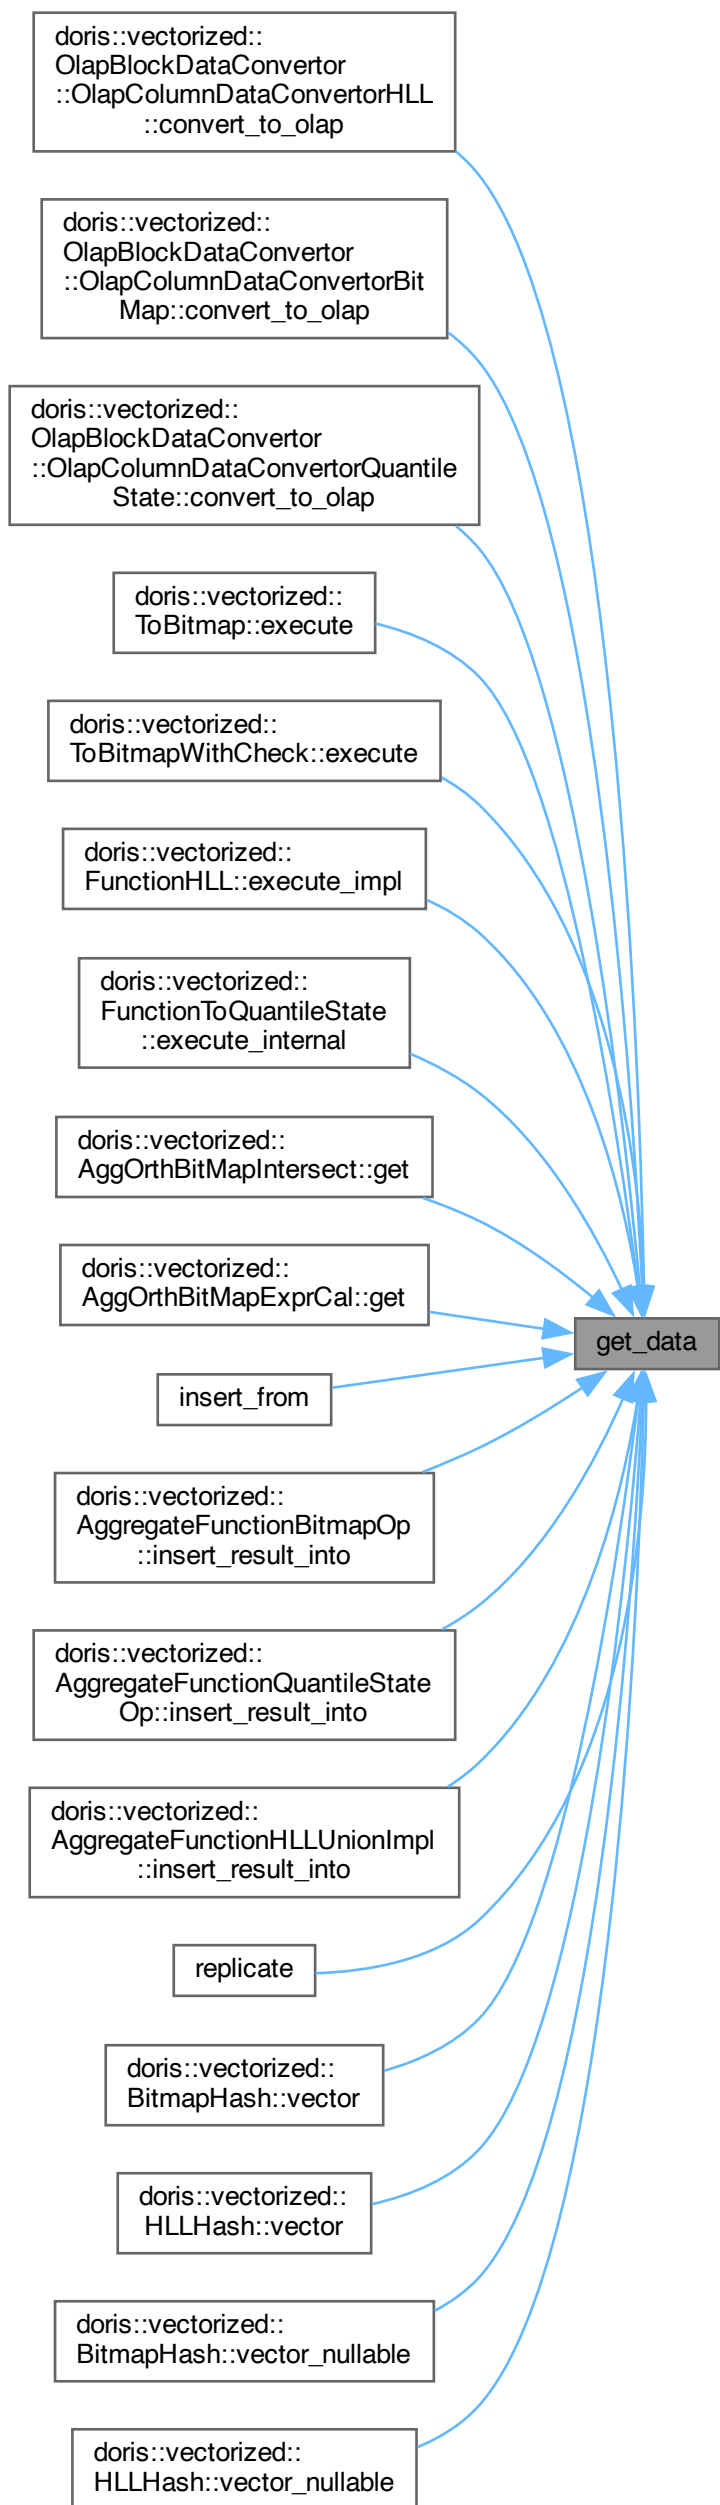 doris::vectorized::
OlapBlockDataConvertor
::OlapColumnDataConvertorHLL
::convert_to_olap
doris::vectorized::
OlapBlockDataConvertor
::OlapColumnDataConvertorBit
Map::convert_to_olap
doris::vectorized::
OlapBlockDataConvertor
::OlapColumnDataConvertorQuantile
State::convert_to_olap
doris::vectorized::
ToBitmap::execute
doris::vectorized::
ToBitmapWithCheck::execute
doris::vectorized::
FunctionHLL::execute_impl
doris::vectorized::
FunctionToQuantileState
::execute_internal
doris::vectorized::
AggOrthBitMapIntersect::get
doris::vectorized::
AggOrthBitMapExprCal::get
get_data
insert_from
doris::vectorized::
AggregateFunctionBitmapOp
::insert_result_into
doris::vectorized::
AggregateFunctionQuantileState
Op::insert_result_into
doris::vectorized::
AggregateFunctionHLLUnionImpl
::insert_result_into
replicate
doris::vectorized::
BitmapHash::vector
doris::vectorized::
HLLHash::vector
doris::vectorized::
BitmapHash::vector_nullable
doris::vectorized::
HLLHash::vector_nullable